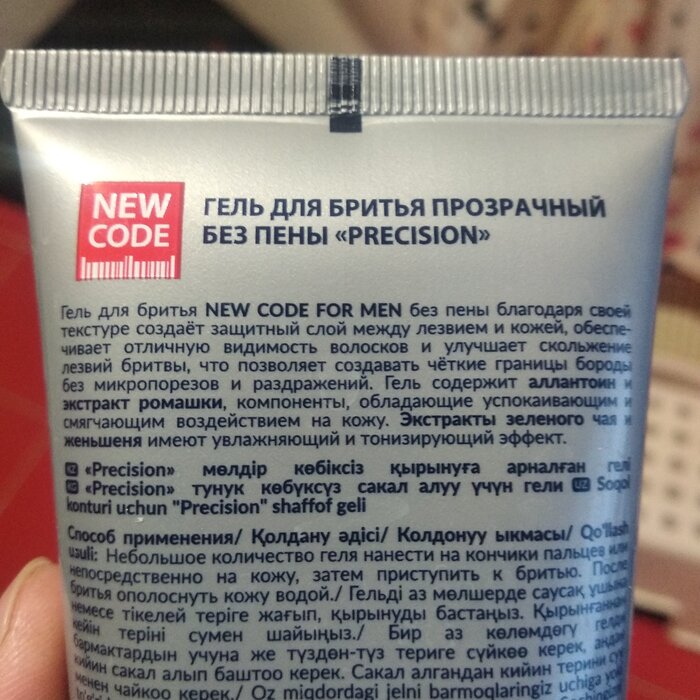 NEW
CODE
ГЕЛЬ ДЛЯ БРИТЬЯ ПРОЗРАЧНЫЙ
БЕЗ ПЕНЫ «PRECISION»
Гель для бритья NEW CODE FOR MEN без пены благодаря своей
текстуре создаёт защитный слой между лезвием и кожей, обеспе-
чивает отличную видимость волосков и улучшает скольжение
лезвий бритвы, что позволяет создавать чёткие границы бороды
без микропорезов и раздражений. Гель содержит аллантоин и
экстракт ромашки, компоненты, обладающие успокаивающим и
смягчающим воздействием на кожу. Экстракты зеленого чая и
женьшеня имеют увлажняющий и тонизирующий эффект.
KZ «Precision» мөлдір көбіксіз қырынуға арналған гелі
KG «Precision» тунук көбүксүз сакал алуу үчүн гели UZ Soqol
konturi uchun "Precision" shaffof geli
Способ применения/ Қолдану әдісі/ Колдонуу ыкмасы/ Qo'llash
usuli: Небольшое количество геля нанести на кончики пальцев или
непосредственно на кожу, затем приступить к бритью. После
бритья ополоснуть кожу водой./ Гельді аз мөлшерде саусақ ұшына
немесе тікелей теріге жағып, қырынуды бастаңыз. Қырынғаннан
кейін теріні сумен шайыңыз./ Бир аз көлөмдөгү гелди
бармактардын учуна же түздөн-түз териге сүйкөө керек, андан
кийин сакал алып баштоо керек. Сакал алгандан кийин терини суу
менен чайкоо керек./ Oz miqdordagi jelni barmoqlaringiz uchiga yoki